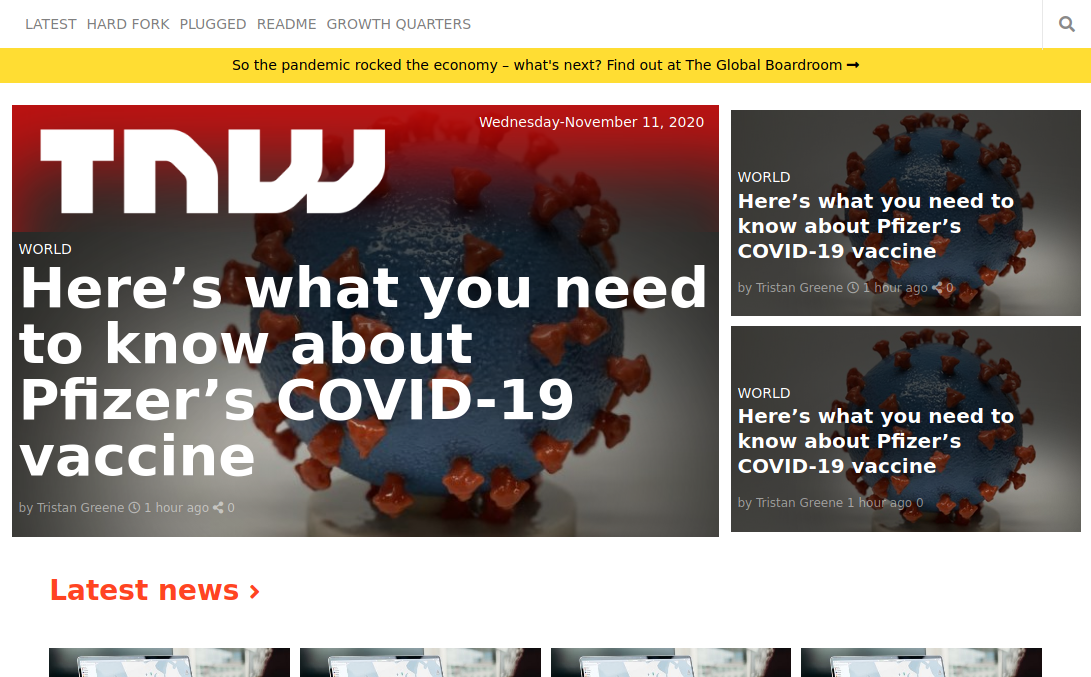 LATEST HARD FORK PLUGGED README GROWTH QUARTERS
So the pandemic rocked the economy – what's next? Find out at The Global Boardroom ➞
TNW
Wednesday-November 11, 2020
WORLD
Here’s what you need
to know about
Pfizer’s COVID-19
vaccine
by Tristan Greene 1 hour ago 0
WORLD
Here’s what you need to
know about Pfizer’s
COVID-19 vaccine
by Tristan Greene 1 hour ago 0
WORLD
Here’s what you need to
know about Pfizer’s
COVID-19 vaccine
by Tristan Greene 1 hour ago 0
Latest news ›